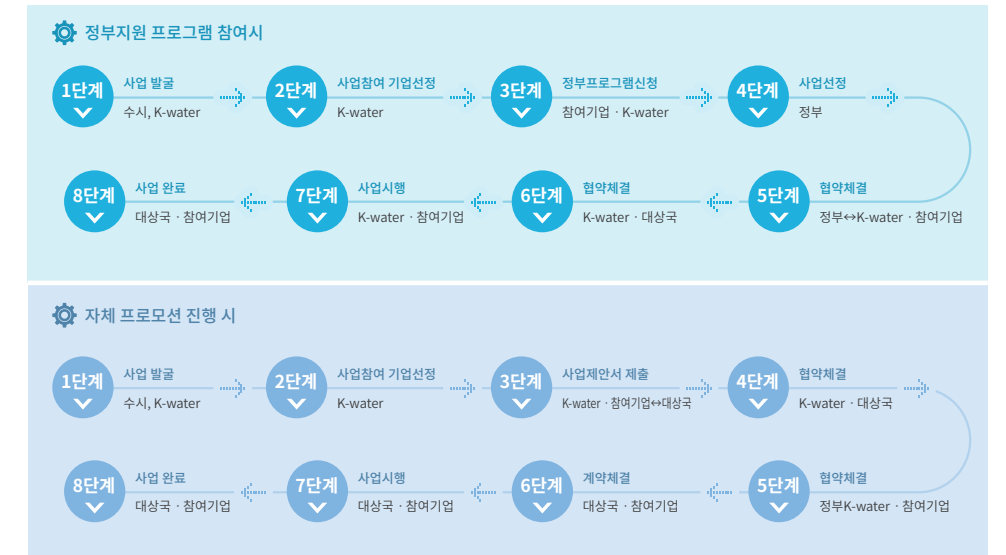 정부지원 프로그램 참여시
1단계
사업 발굴
수시, K-water
2단계
사업참여 기업선정
K-water
3단계
정부프로그램신청
참여기업 · K-water
4단계
사업선정
정부
5단계
협약체결
정부↔K-water · 참여기업
6단계
협약체결
K-water · 대상국
7단계
사업시행
K-water · 참여기업
8단계
사업 완료
대상국 · 참여기업
자체 프로모션 진행 시
1단계
사업 발굴
수시, K-water
2단계
사업참여 기업선정
K-water
3단계
사업제안서 제출
K-water · 참여기업↔대상국
4단계
협약체결
K-water · 대상국
5단계
협약체결
정부K-water · 참여기업
6단계
계약체결
대상국 · 참여기업
7단계
사업시행
대상국 · 참여기업
8단계
사업 완료
대상국 · 참여기업